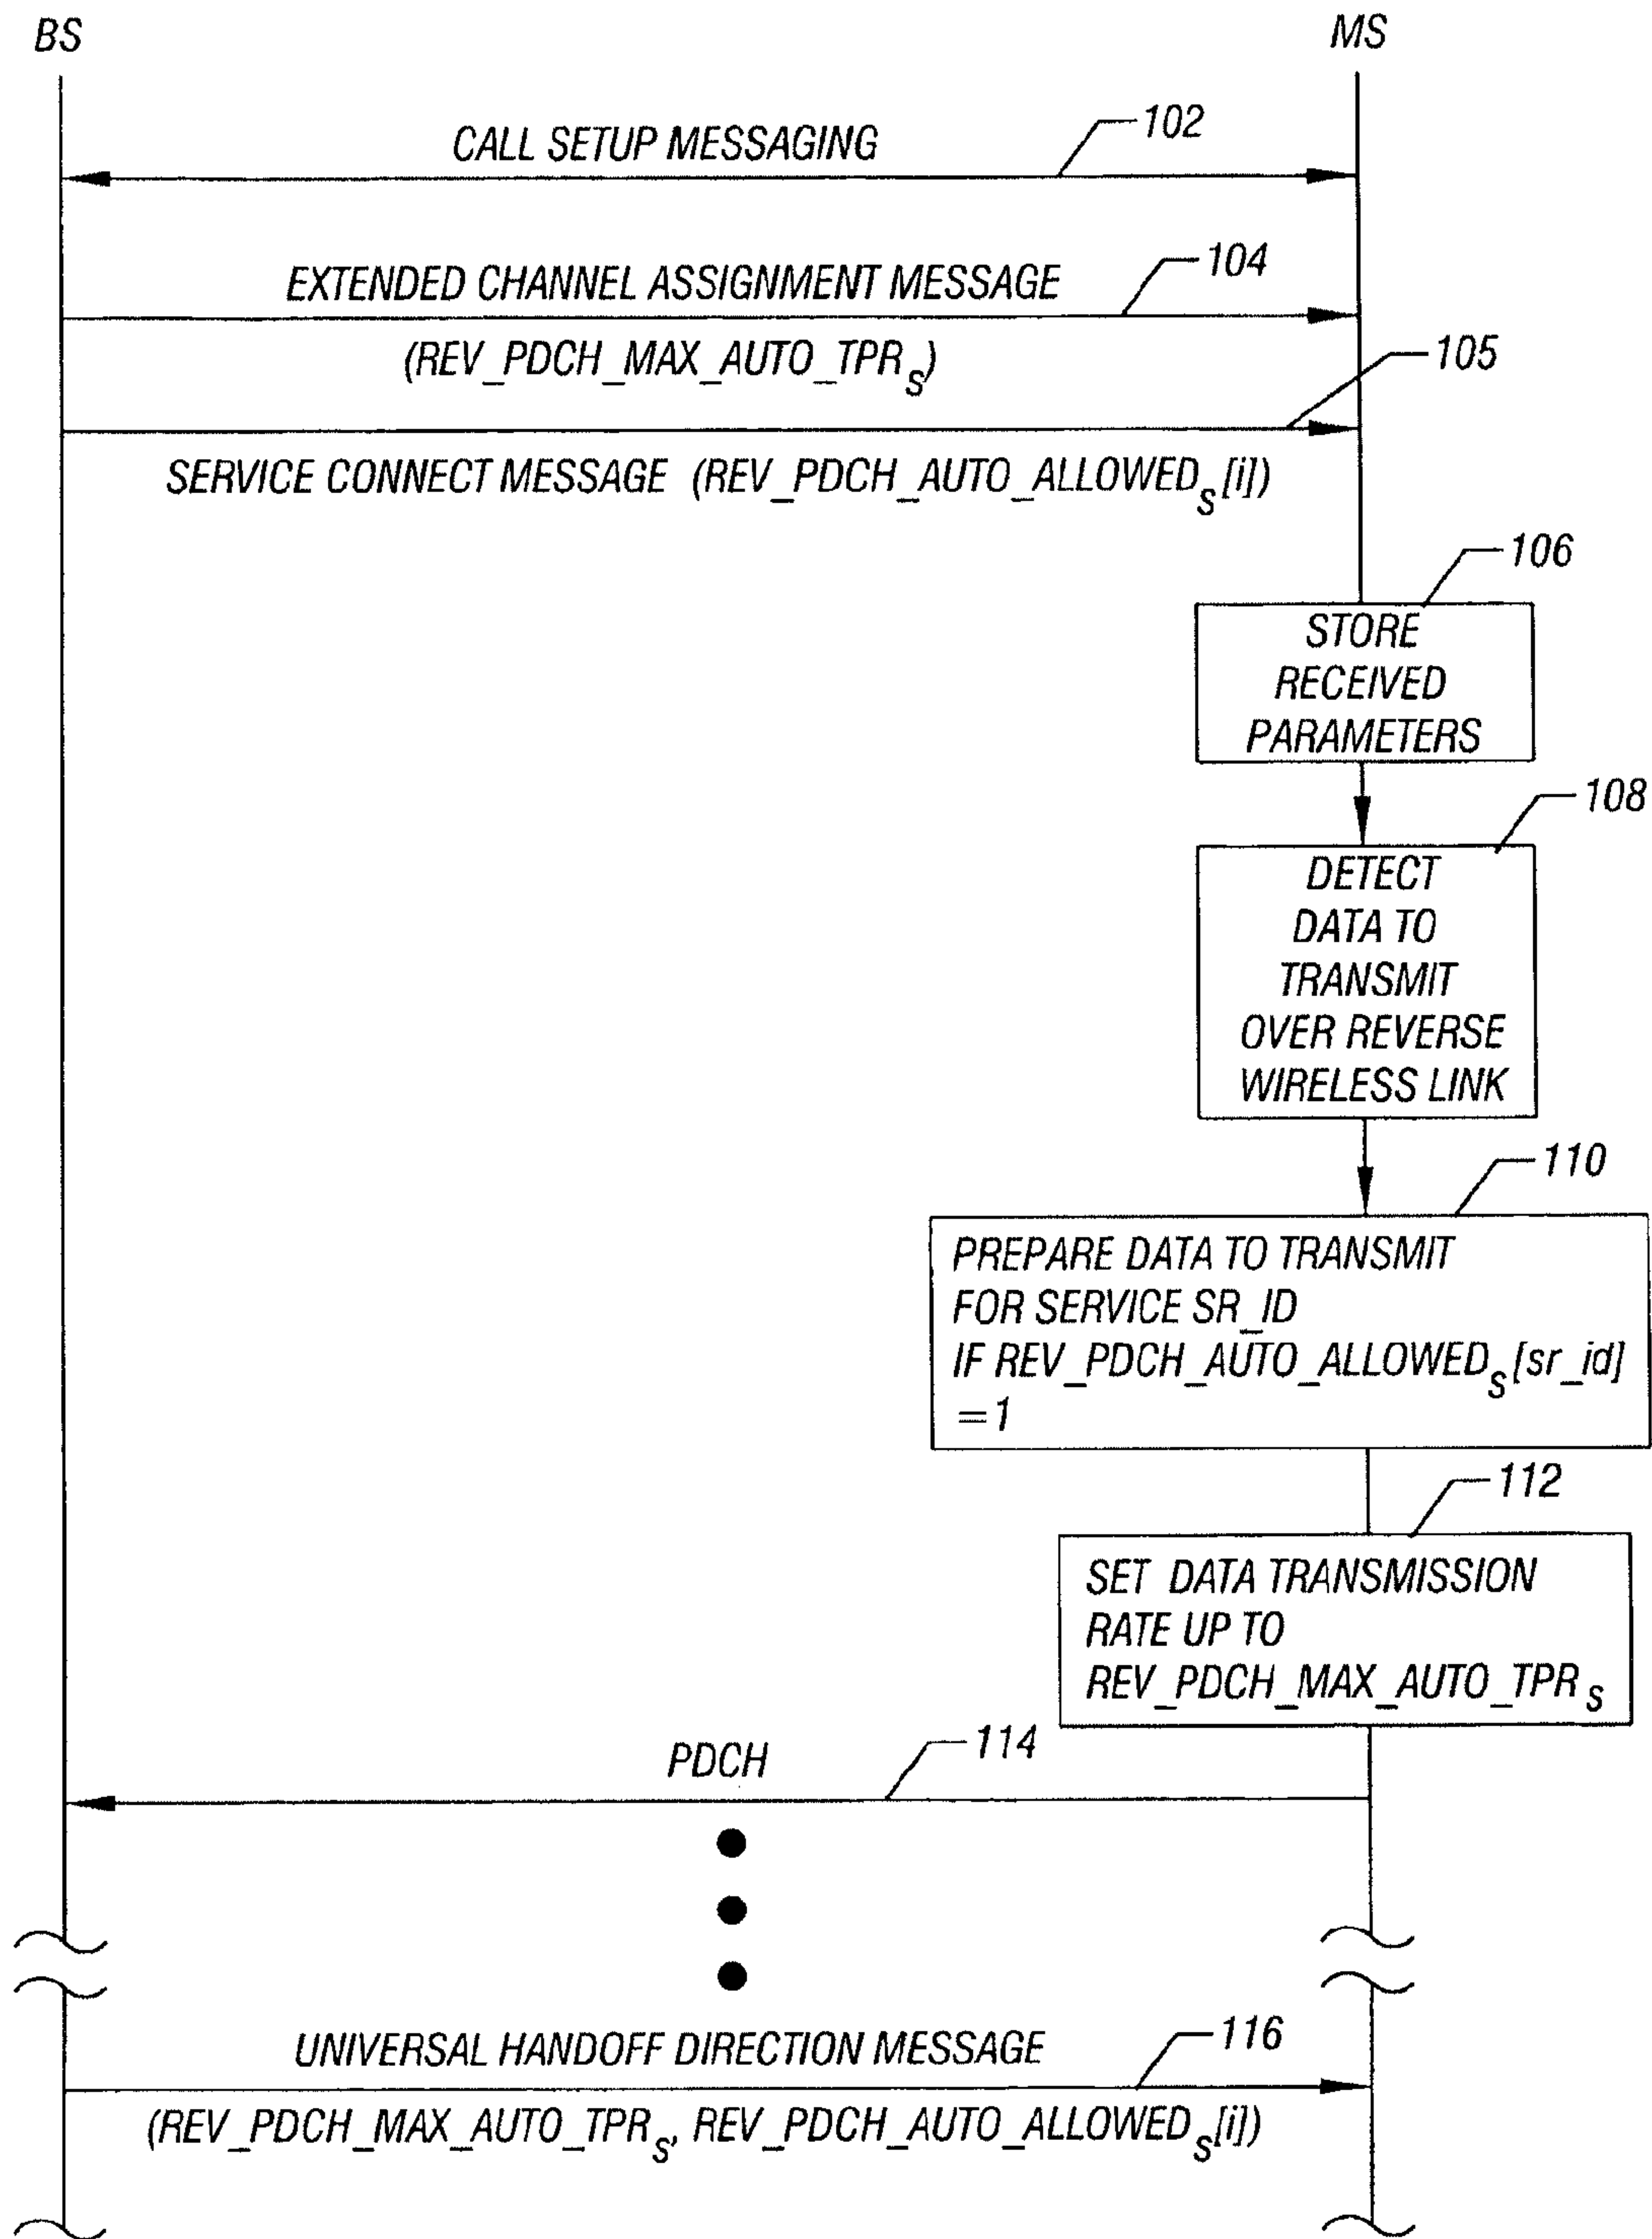 BS
MS
CALL SETUP MESSAGING
102
EXTENDED CHANNEL ASSIGNMENT MESSAGE
104
(REV_PDCH_MAX_AUTO_TPRS)
105
SERVICE CONNECT MESSAGE (REV_PDCH_AUTO_ALLOWEDS[i])
106
STORE
RECEIVED
PARAMETERS
108
DETECT
DATA TO
TRANSMIT
OVER REVERSE
WIRELESS LINK
110
PREPARE DATA TO TRANSMIT
FOR SERVICE SR_ID
IF REV_PDCH_AUTO_ALLOWEDS[sr_id]
=1
112
SET DATA TRANSMISSION
RATE UP TO
REV_PDCH_MAX_AUTO_TPRS
PDCH
114
UNIVERSAL HANDOFF DIRECTION MESSAGE
116
(REV_PDCH_MAX_AUTO_TPRS, REV_PDCH_AUTO_ALLOWEDS[i])